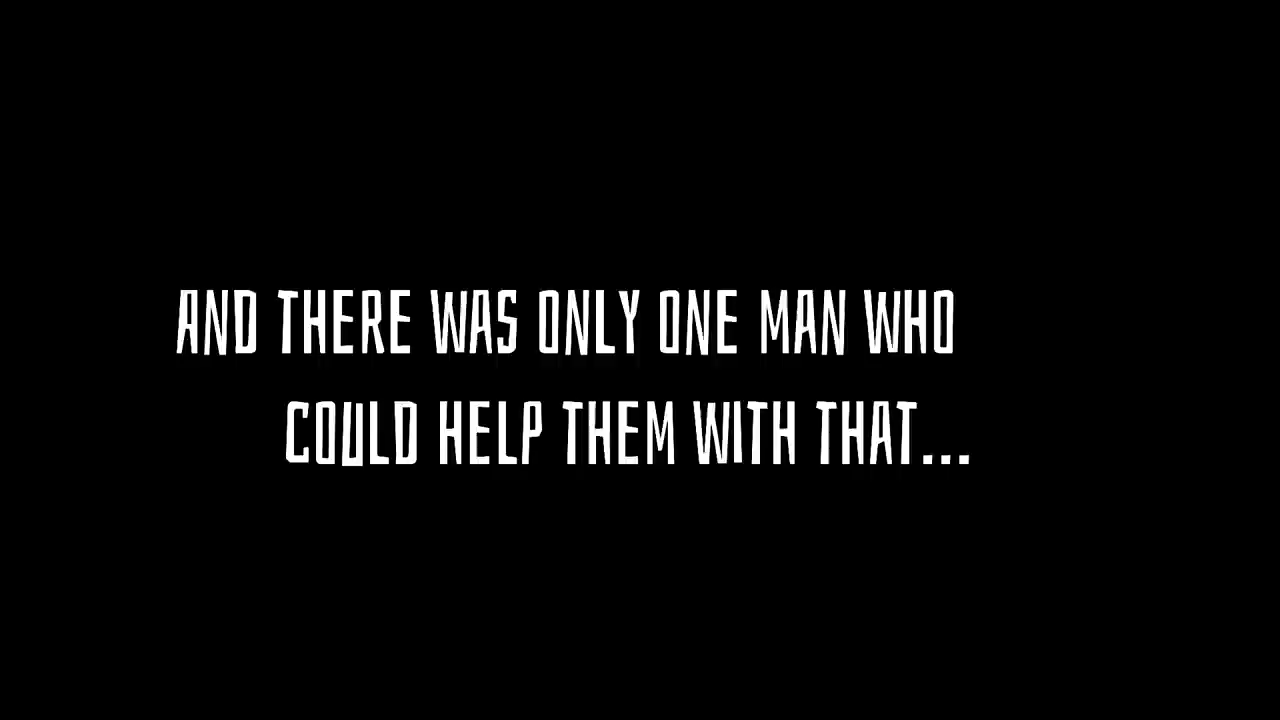 AND THERE WAS ONLY ONE MAN WHO
COULD HELP THEM WITH THAT...